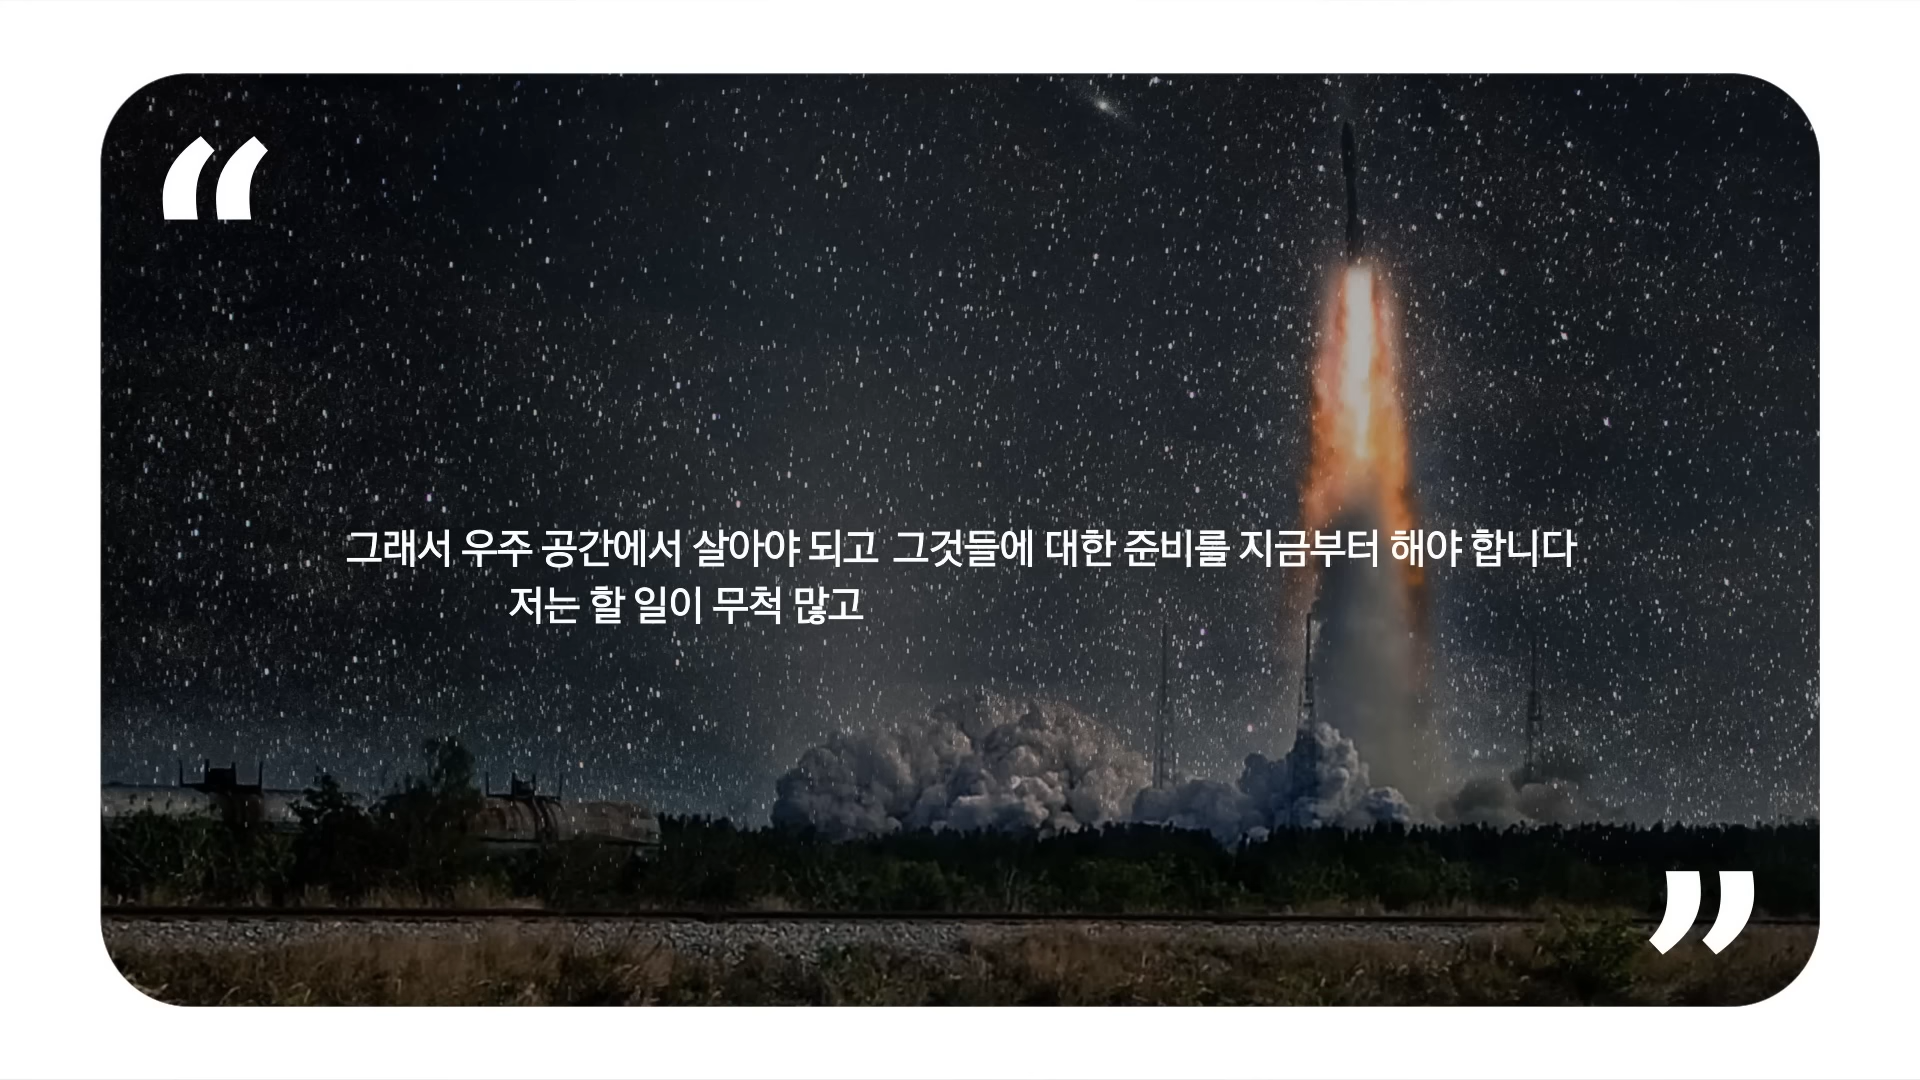 “
그래서 우주 공간에서 살아야 되고 그것들에 대한 준비를 지금부터 해야 합니다
저는 할 일이 무척 많고
”